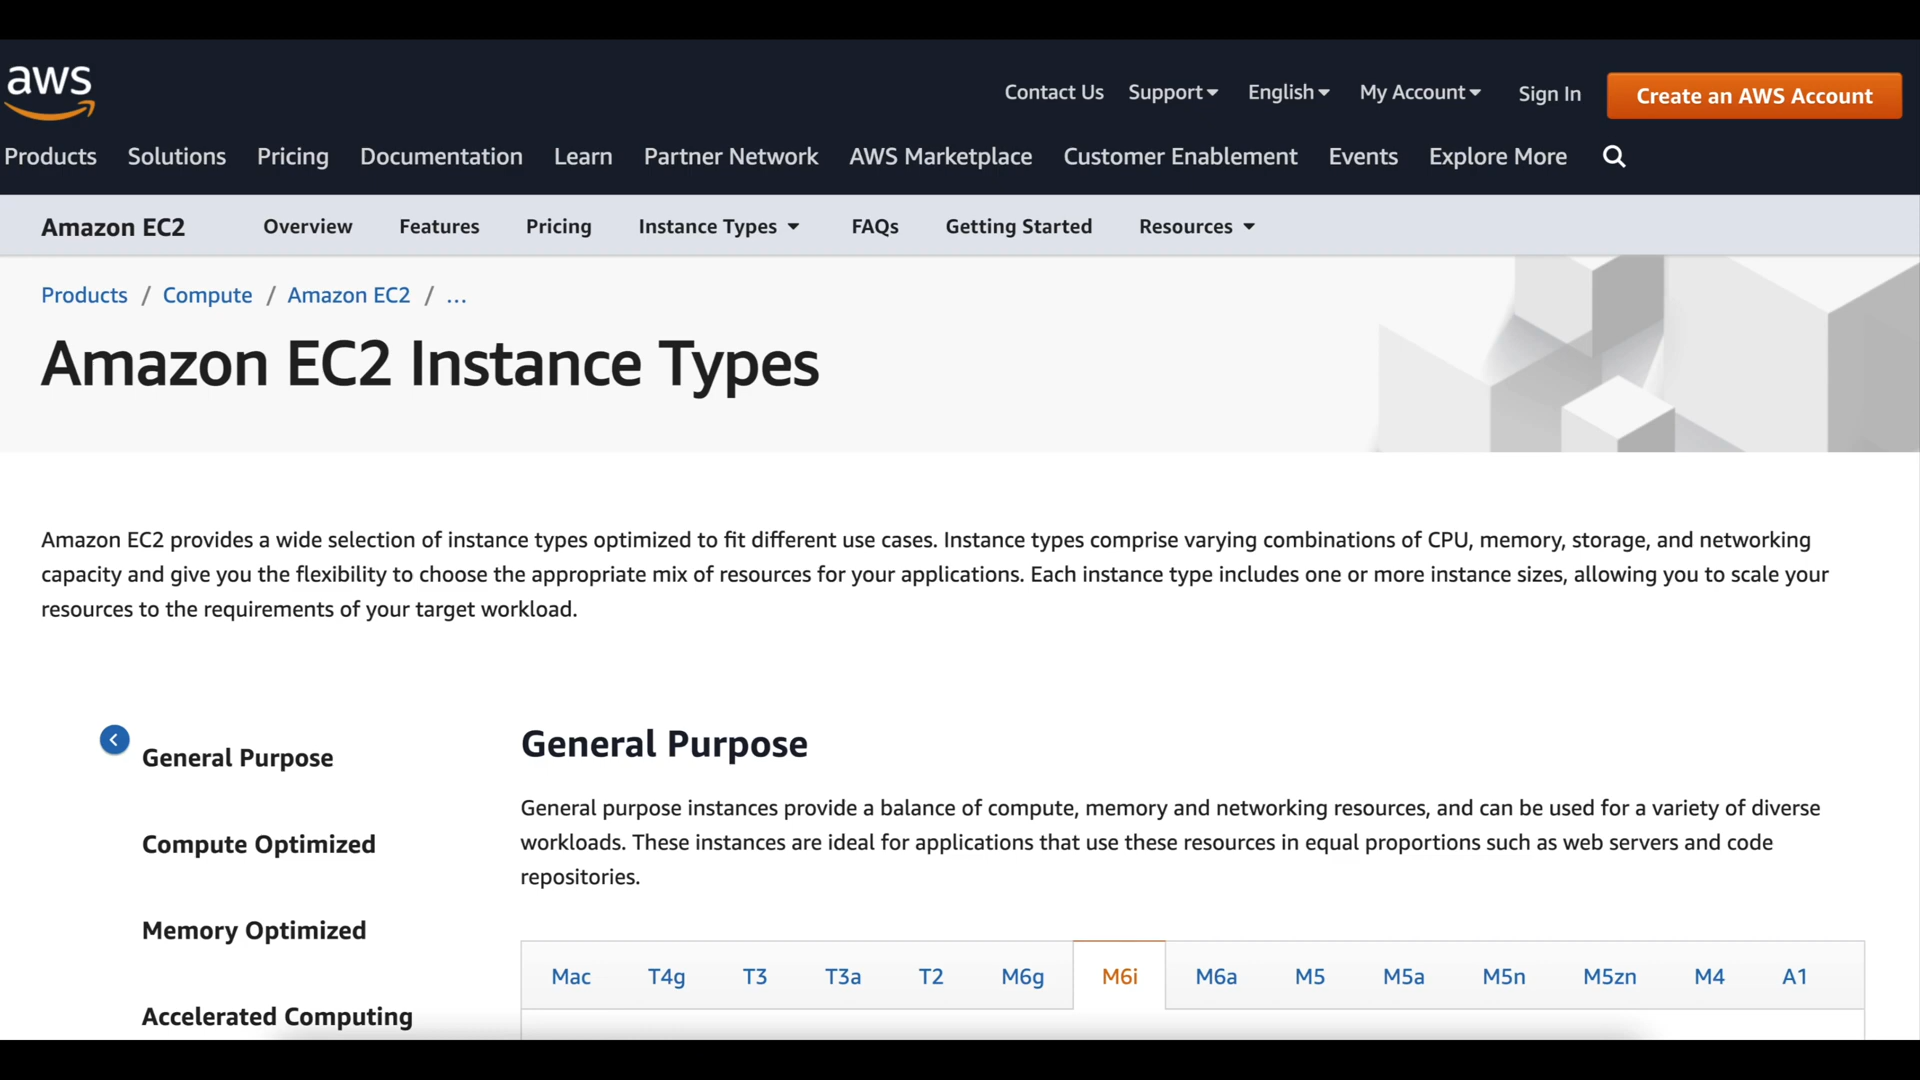 aws
Contact Us Support English My Account Sign In Create an AWS Account
Products Solutions Pricing Documentation Learn Partner Network AWS Marketplace Customer Enablement Events Explore More
Amazon EC2 Overview Features Pricing Instance Types FAQs Getting Started Resources
Products / Compute / Amazon EC2 / ...
Amazon EC2 Instance Types
Amazon EC2 provides a wide selection of instance types optimized to fit different use cases. Instance types comprise varying combinations of CPU, memory, storage, and networking
capacity and give you the flexibility to choose the appropriate mix of resources for your applications. Each instance type includes one or more instance sizes, allowing you to scale your
resources to the requirements of your target workload.
General Purpose
Compute Optimized
Memory Optimized
Accelerated Computing
General Purpose
General purpose instances provide a balance of compute, memory and networking resources, and can be used for a variety of diverse
workloads. These instances are ideal for applications that use these resources in equal proportions such as web servers and code
repositories.
Mac T4g T3 T3a T2 M6g M6i M6a M5 M5a M5n M5zn M4 A1